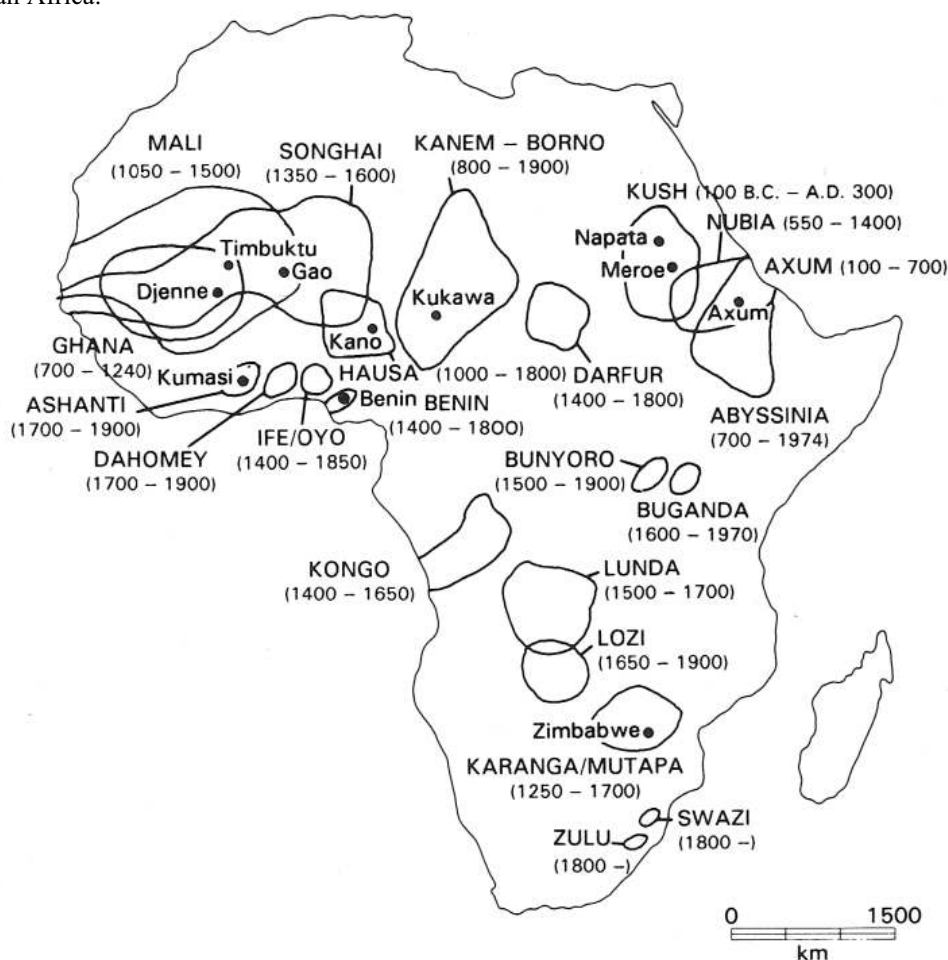 an Africa.
MALI
(1050 – 1500)
SONGHAI
(1350 – 1600)
KANEM – BORNO
(800 – 1900)
KUSH (100 B.C. – A.D. 300)
NUBIA (550 – 1400)
Napata
Meroe
AXUM (100 – 700)
Timbuktu
Gao
Djenne
Kukawa
Axum
Kano
GHANA
(700 – 1240)
Kumasi
HAUSA (1000 – 1800)
DARFUR
(1400 – 1800)
ASHANTI
(1700 – 1900)
Benin
BENIN
(1400 – 1800)
ABYSSINIA
(700 – 1974)
IFE/OYO
(1400 – 1850)
DAHOMEY
(1700 – 1900)
BUNYORO
(1500 – 1900)
BUGANDA
(1600 – 1970)
KONGO
(1400 – 1650)
LUNDA
(1500 – 1700)
LOZI
(1650 – 1900)
Zimbabwe
KARANGA/MUTAPA
(1250 – 1700)
SWAZI
(1800 –)
ZULU
(1800 –)
0 1500
km